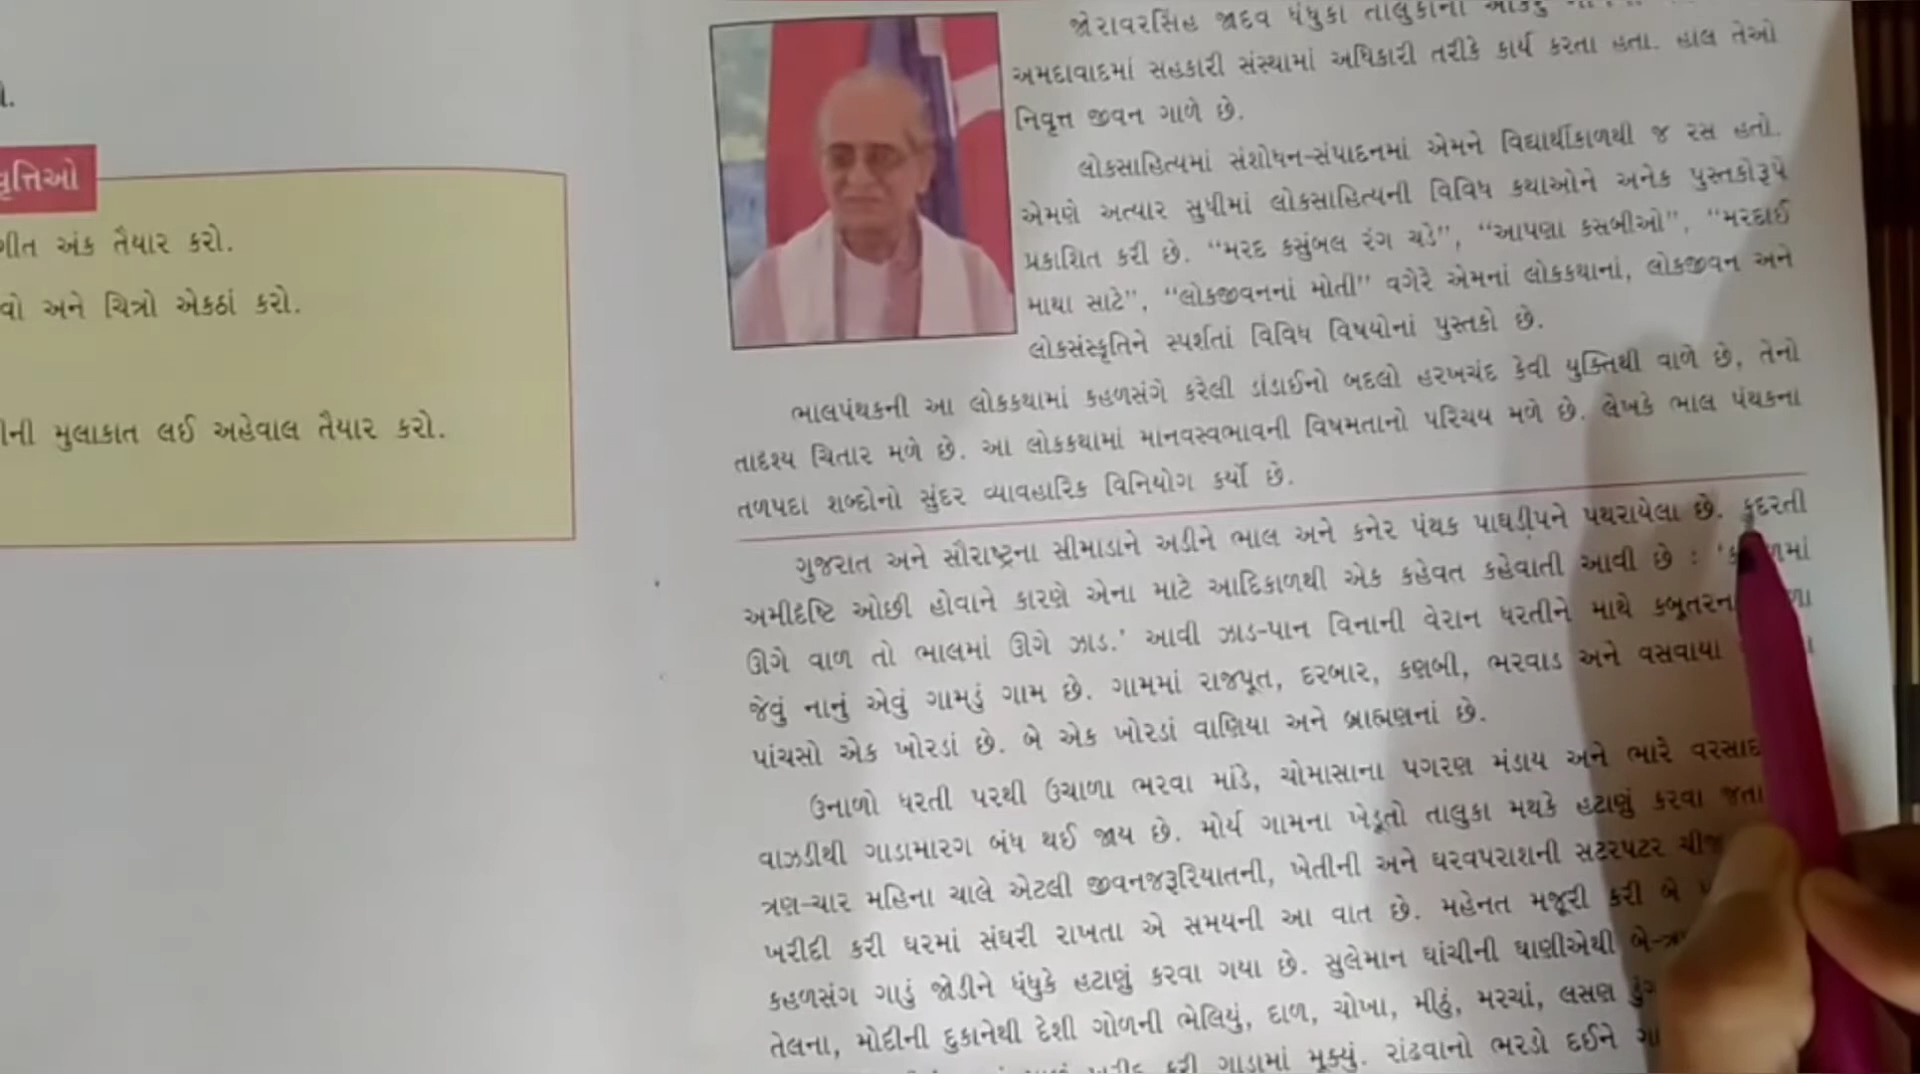 વૃત્તિઓ
ગીત અંક તૈયાર કરો.
વો અને ચિત્રો એકઠાં કરો.
ની મુલાકાત લઈ અહેવાલ તૈયાર કરો.
જોરાવરસિંહ જાદવ ધંધુકા તાલુકાના
અમદાવાદમાં સહકારી સંસ્થામાં અધિકારી તરીકે કાર્ય કરતા હતા. હાલ તેઓ
નિવૃત્ત જીવન ગાળે છે.
લોકસાહિત્યમાં સંશોધન-સંપાદનમાં એમને વિદ્યાર્થીકાળથી જ રસ હતો.
એમણે અત્યાર સુધીમાં લોકસાહિત્યની વિવિધ કથાઓને અનેક પુસ્તકોરૂપે
પ્રકાશિત કરી છે. “મરદ કસુંબલ રંગ ચડે”, “આપણા કસબીઓ”, “મરદાઈ
માથા સાટે”, “લોકજીવનનાં મોતી” વગેરે એમનાં લોકકથાનાં, લોકજીવન અને
લોકસંસ્કૃતિને સ્પર્શતાં વિવિધ વિષયોનાં પુસ્તકો છે.
ભાલપંથકની આ લોકકથામાં કહળસંગે કરેલી ડાંડાઈનો બદલો હરખચંદ કેવી યુક્તિથી વાળે છે, તેનો
તાદૃશ્ય ચિતાર મળે છે. આ લોકકથામાં માનવસ્વભાવની વિષમતાનો પરિચય મળે છે. લેખકે ભાલ પંથકના
તળપદા શબ્દોનો સુંદર વ્યાવહારિક વિનિયોગ કર્યો છે.
ગુજરાત અને સૌરાષ્ટ્રના સીમાડાને અડીને ભાલ અને કનેર પંથક પાઘડીપને પથરાયેલા છે. કુદરતી
અમીદૃષ્ટિ ઓછી હોવાને કારણે એના માટે આદિકાળથી એક કહેવત કહેવાતી આવી છે :
ઊગે વાળ તો ભાલમાં ઊગે ઝાડ.’ આવી ઝાડ-પાન વિનાની વેરાન ધરતીને માથે
જેવું નાનું એવું ગામડું ગામ છે. ગામમાં રાજપૂત, દરબાર, કણબી, ભરવાડ અને વસવાયા
પાંચસો એક ખોરડાં છે. બે એક ખોરડાં વાણિયા અને બ્રાહ્મણનાં છે.
ઉનાળો ધરતી પરથી ઉચાળા ભરવા માંડે, ચોમાસાના પગરણ મંડાય અને ભારે વરસાદ
વાઝડીથી ગાડામારગ બંધ થઈ જાય છે. મોર્ય ગામના ખેડૂતો તાલુકા મથકે હટાણું કરવા જતા
ત્રણ-ચાર મહિના ચાલે એટલી જીવનજરૂરિયાતની, ખેતીની અને ઘરવપરાશની સટરપટર
ખરીદી કરી ઘરમાં સંઘરી રાખતા એ સમયની આ વાત છે. મહેનત મજૂરી કરી બે
કહળસંગ ગાડું જોડીને ધંધુકે હટાણું કરવા ગયા છે. સુલેમાન ઘાંચીની ઘાણીએથી
તેલના, મોદીની દુકાનેથી દેશી ગોળની ભેલિયું, દાળ, ચોખા, મીઠું, મરચાં, લસણ
કરી ગાડામાં મૂક્યું. રાંઢવાનો ભરડો દઈને